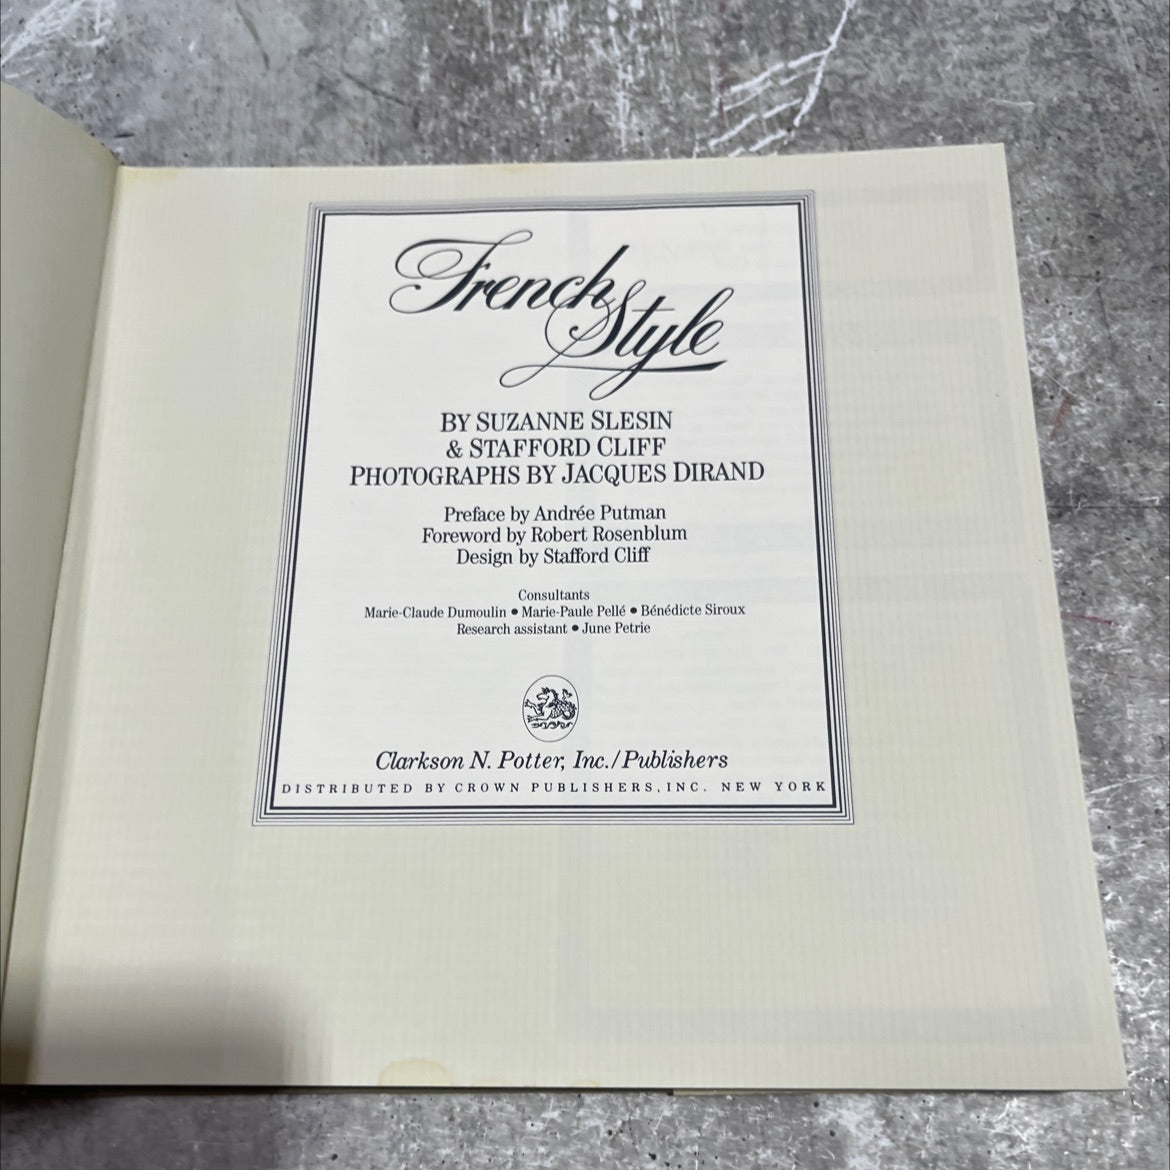 French
Style
BY SUZANNE SLESIN
& STAFFORD CLIFF
PHOTOGRAPHS BY JACQUES DIRAND
Preface by Andrée Putman
Foreword by Robert Rosenblum
Design by Stafford Cliff
Consultants
Marie-Claude Dumoulin ● Marie-Paule Pellé ● Bénédicte Siroux
Research assistant ● June Petrie
Clarkson N. Potter, Inc./Publishers
DISTRIBUTED BY CROWN PUBLISHERS, INC. NEW YORK